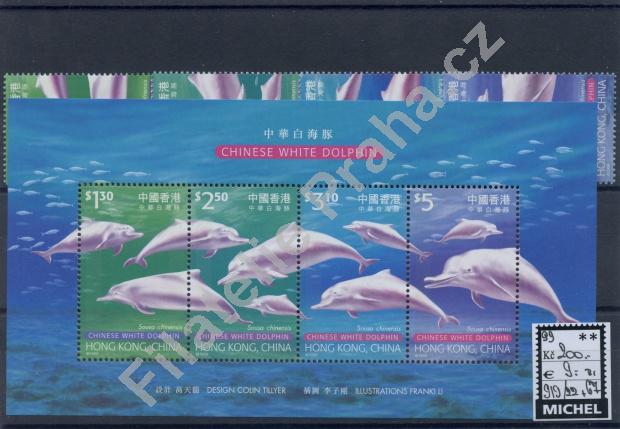 HONG KONG, CHINA
中華白海豚
CHINESE WHITE DOLPHIN
$1.30 中國香港
中華白海豚
Sousa chinensis
CHINESE WHITE DOLPHIN
HONG KONG, CHINA
$2.50 中國香港
中華白海豚
Sousa chinensis
CHINESE WHITE DOLPHIN
HONG KONG, CHINA
$3.10 中國香港
中華白海豚
Sousa chinensis
CHINESE WHITE DOLPHIN
HONG KONG, CHINA
$5 中國香港
中華白海豚
Sousa chinensis
CHINESE WHITE DOLPHIN
HONG KONG, CHINA
設計 高天龍 DESIGN COLIN TILLYER 插圖 李子剛 ILLUSTRATIONS FRANKI LI
99 **
Kč 200.-
€
MICHEL
Filatelie Praha.cz